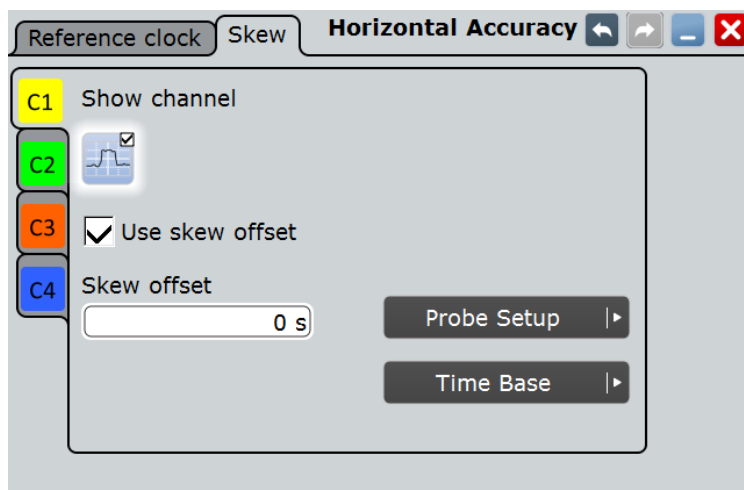 Reference clock Skew Horizontal Accuracy
C1 Show channel
C2
C3 Use skew offset
C4 Skew offset
0 s Probe Setup
Time Base